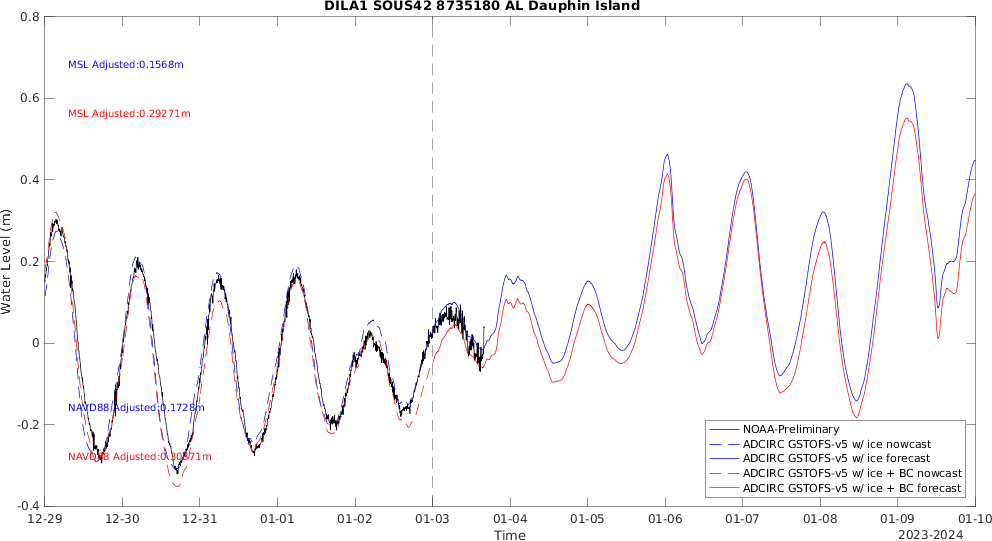 DILA1 SOUS42 8735180 AL Dauphin Island
0.8
0.6
0.4
0.2
0
-0.2
-0.4
Water Level (m)
MSL Adjusted:0.1568m
MSL Adjusted:0.29271m
NAVD88 Adjusted:0.1728m
NAVD88 Adjusted:0.30871m
NOAA-Preliminary
ADCIRC GSTOFS-v5 w/ ice nowcast
ADCIRC GSTOFS-v5 w/ ice forecast
ADCIRC GSTOFS-v5 w/ ice + BC nowcast
ADCIRC GSTOFS-v5 w/ ice + BC forecast
12-29 12-30 12-31 01-01 01-02 01-03 01-04 01-05 01-06 01-07 01-08 01-09 01-10
Time
2023-2024